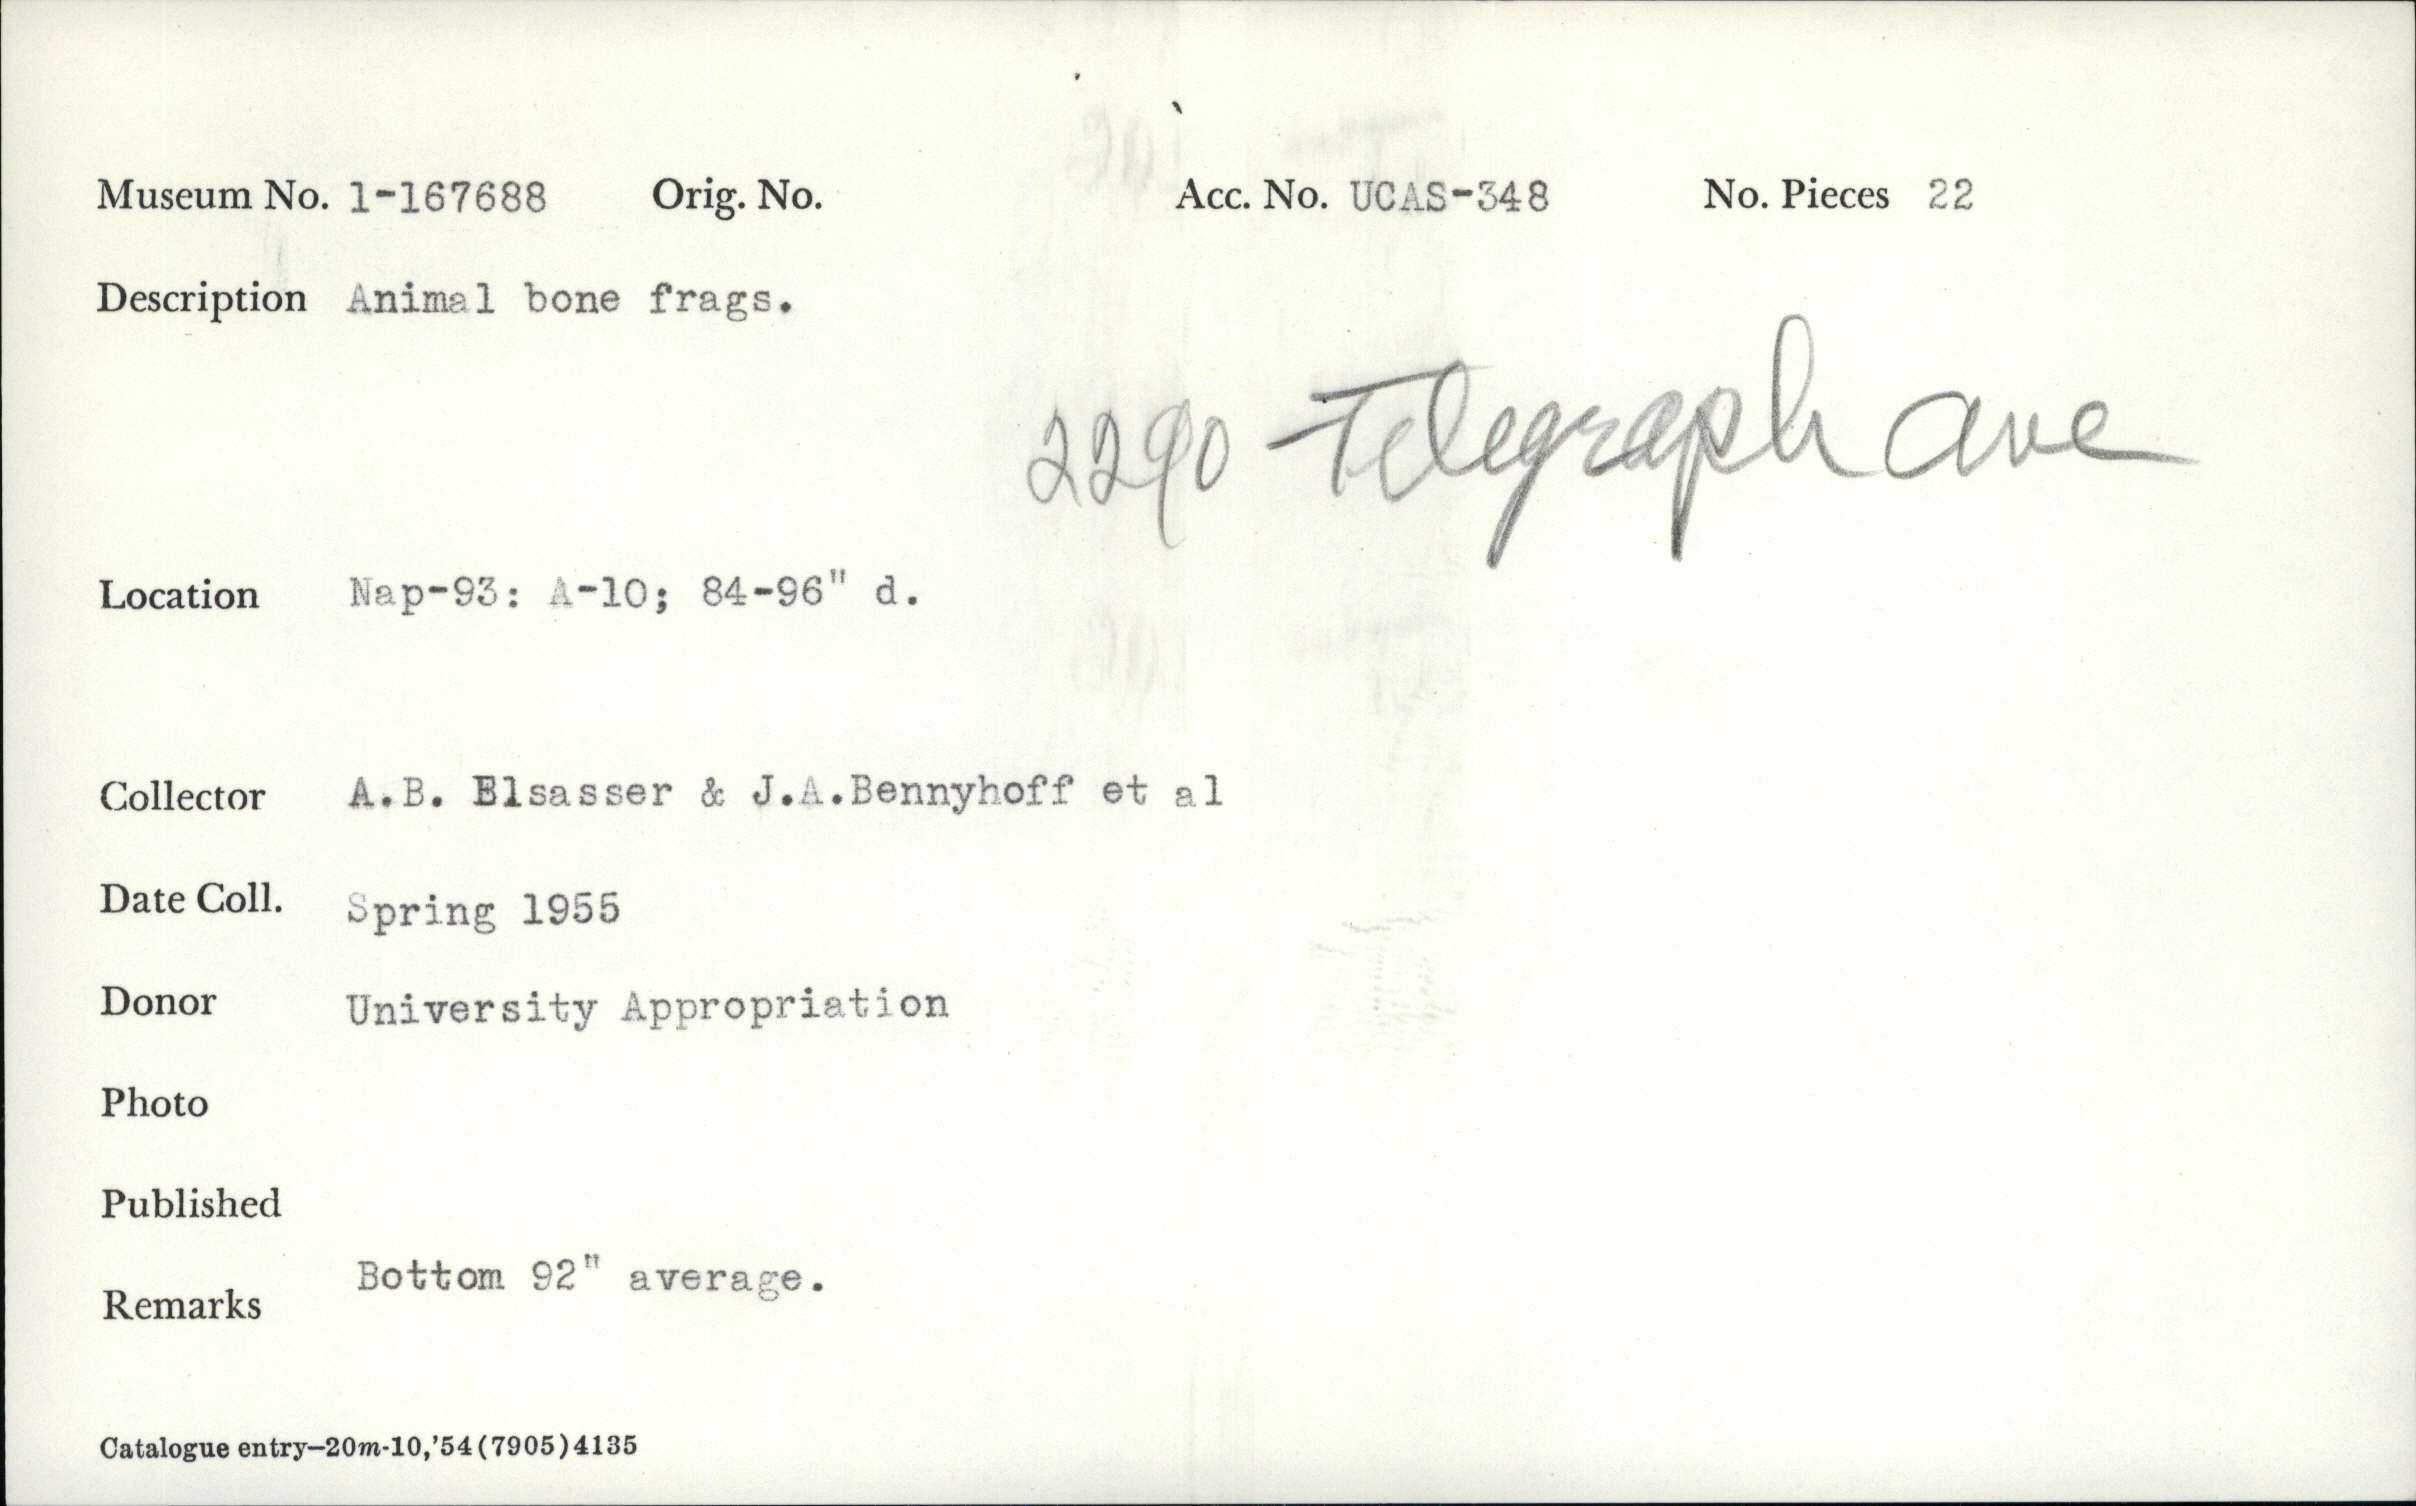 Museum No. 1-167688 Orig. No. Acc. No. UCAS-348 No. Pieces 22
Description Animal bone frags.
2290 Telegraph ave
Location Nap-93: A-10; 84-96" d.
Collector A.B. Elsasser & J.A.Bennyhoff et al
Date Coll. Spring 1955
Donor University Appropriation
Photo
Published
Remarks Bottom 92" average.
Catalogue entry—20m-10,'54(7905)4135